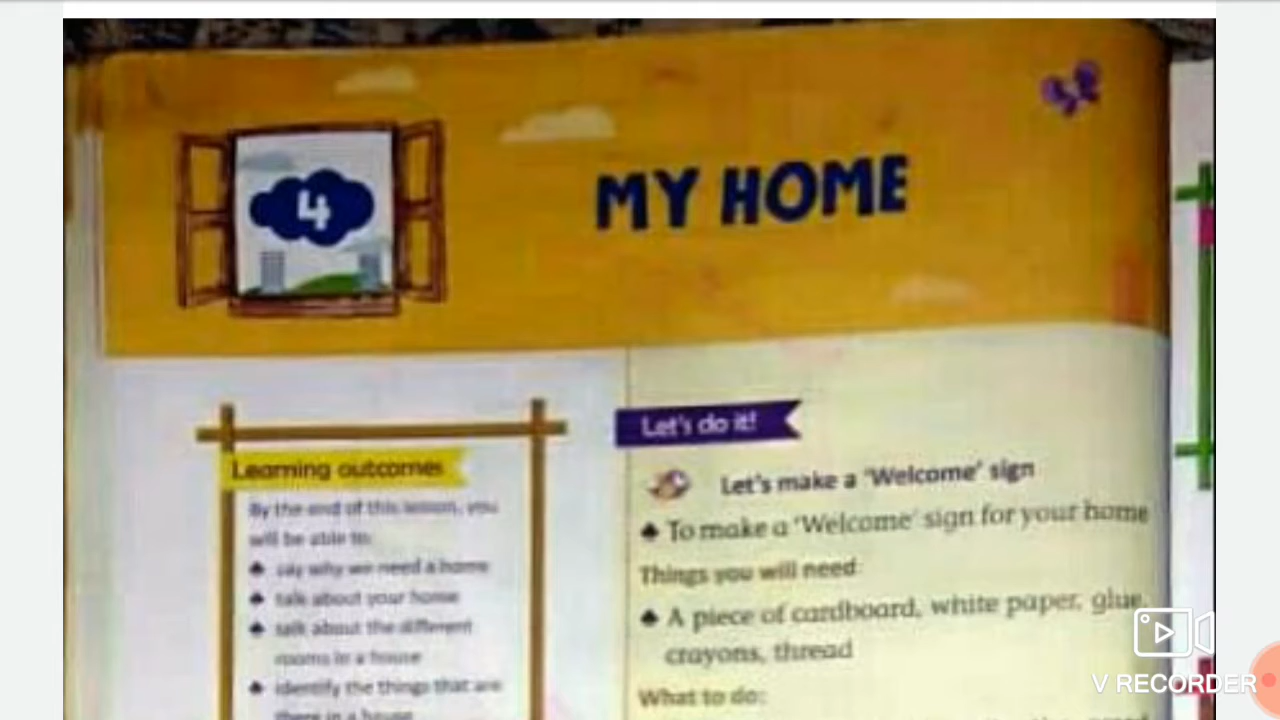 4
MY HOME
Learning outcomes
By the end of this lesson, you
will be able to:
♠ say why we need a home
♠ talk about your home
♠ talk about the different
rooms in a house
♠ identify the things that are
there in a house
Let's do it!
Let's make a 'Welcome' sign
♠ To make a 'Welcome' sign for your home
Things you will need:
♠ A piece of cardboard, white paper, glue,
crayons, thread
What to do:
V RECORDER